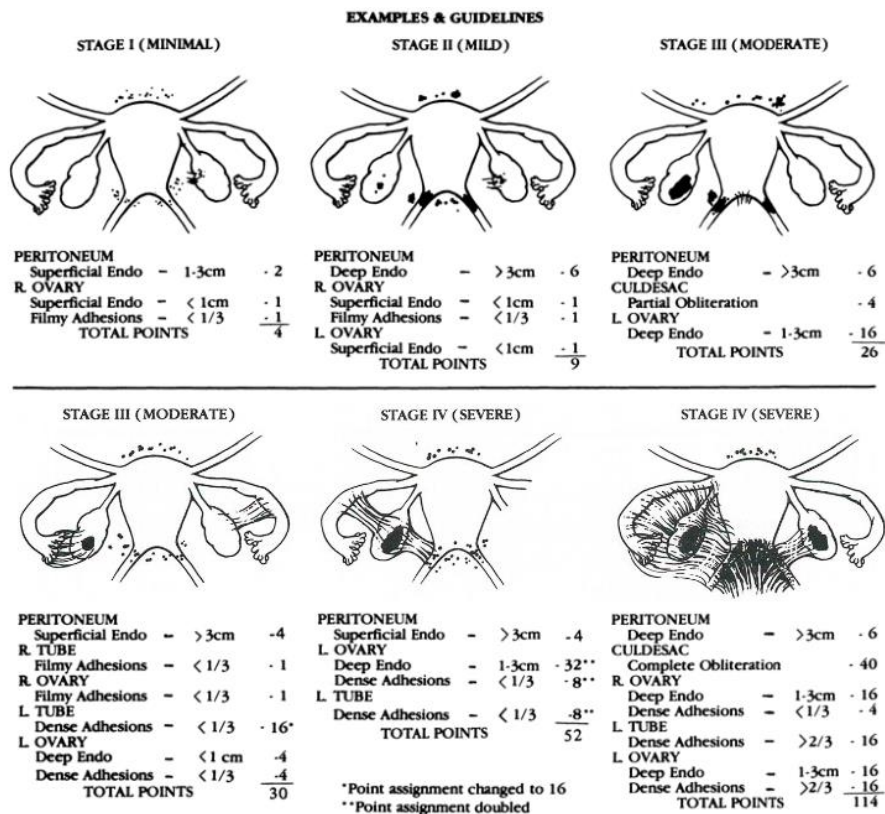 EXAMPLES & GUIDELINES
STAGE I (MINIMAL)
PERITONEUM
Superficial Endo – 1-3cm - 2
R. OVARY
Superficial Endo – < 1cm - 1
Filmy Adhesions – < 1/3 - 1
TOTAL POINTS 4
STAGE II (MILD)
PERITONEUM
Deep Endo – > 3cm - 6
R. OVARY
Superficial Endo – < 1cm - 1
Filmy Adhesions – < 1/3 - 1
L. OVARY
Superficial Endo – < 1cm - 1
TOTAL POINTS 9
STAGE III (MODERATE)
PERITONEUM
Deep Endo – > 3cm - 6
CULDESAC
Partial Obliteration - 4
L. OVARY
Deep Endo – 1-3cm - 16
TOTAL POINTS 26
STAGE III (MODERATE)
PERITONEUM
Superficial Endo – > 3cm -4
R. TUBE
Filmy Adhesions – < 1/3 - 1
R. OVARY
Filmy Adhesions – < 1/3 - 1
L. TUBE
Dense Adhesions – < 1/3 - 16*
L. OVARY
Deep Endo – < 1 cm -4
Dense Adhesions – < 1/3 -4
TOTAL POINTS 30
STAGE IV (SEVERE)
PERITONEUM
Superficial Endo – > 3cm -4
L. OVARY
Deep Endo – 1-3cm - 32**
Dense Adhesions – < 1/3 - 8**
L. TUBE
Dense Adhesions – < 1/3 -8**
TOTAL POINTS 52
*Point assignment changed to 16
**Point assignment doubled
STAGE IV (SEVERE)
PERITONEUM
Deep Endo – > 3cm - 6
CULDESAC
Complete Obliteration - 40
R. OVARY
Deep Endo – 1-3cm - 16
Dense Adhesions – < 1/3 - 4
L. TUBE
Dense Adhesions – > 2/3 - 16
L. OVARY
Deep Endo – 1-3cm - 16
Dense Adhesions – > 2/3 - 16
TOTAL POINTS 114